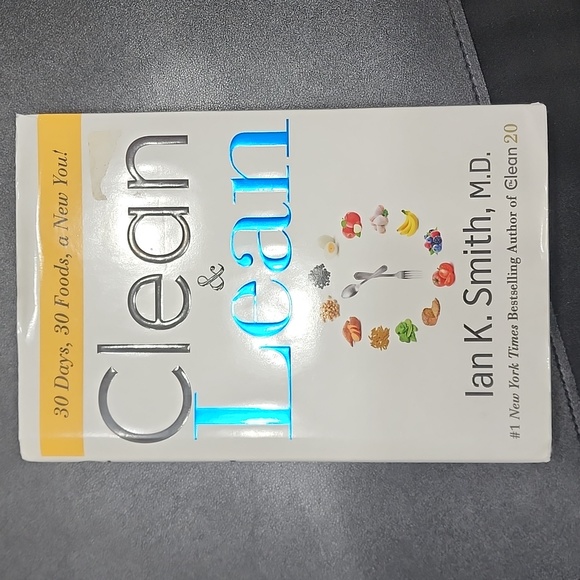 30 Days, 30 Foods, a New You!
Clean
&
Lean
Ian K. Smith, M.D.
#1 New York Times Bestselling Author of Clean 20